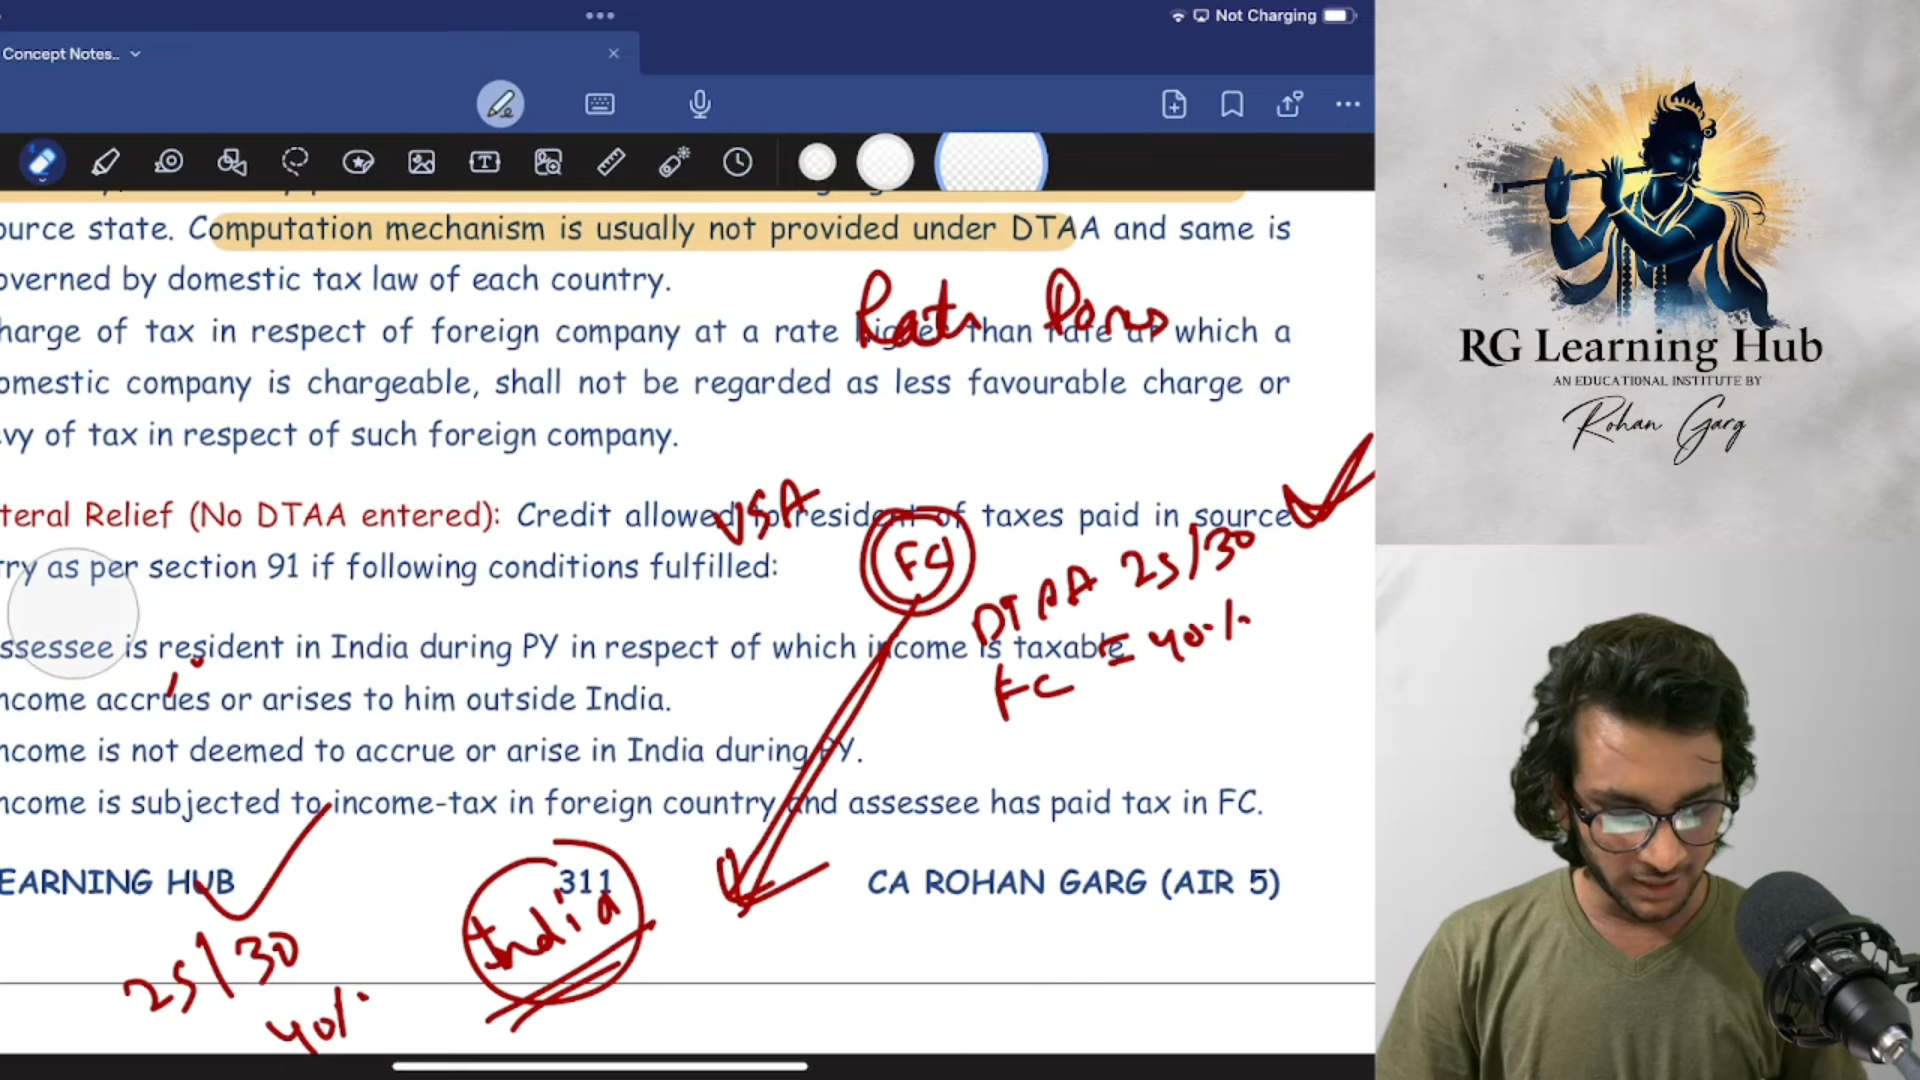 Not Charging
Concept Notes..
ource state. Computation mechanism is usually not provided under DTAA and same is
overned by domestic tax law of each country.
harge of tax in respect of foreign company at a rate higher than rate at which a
omestic company is chargeable, shall not be regarded as less favourable charge or
evy of tax in respect of such foreign company.
USA
teral Relief (No DTAA entered): Credit allowed to resident of taxes paid in source
FC
DTAA 25/30
try as per section 91 if following conditions fulfilled:
ssessee is resident in India during PY in respect of which income is taxable
FC = 40%
ncome accrues or arises to him outside India.
ncome is not deemed to accrue or arise in India during PY.
ncome is subjected to income-tax in foreign country and assessee has paid tax in FC.
EARNING HUB
311
CA ROHAN GARG (AIR 5)
India
25/30
40%
RG Learning Hub
AN EDUCATIONAL INSTITUTE BY
Rohan Garg